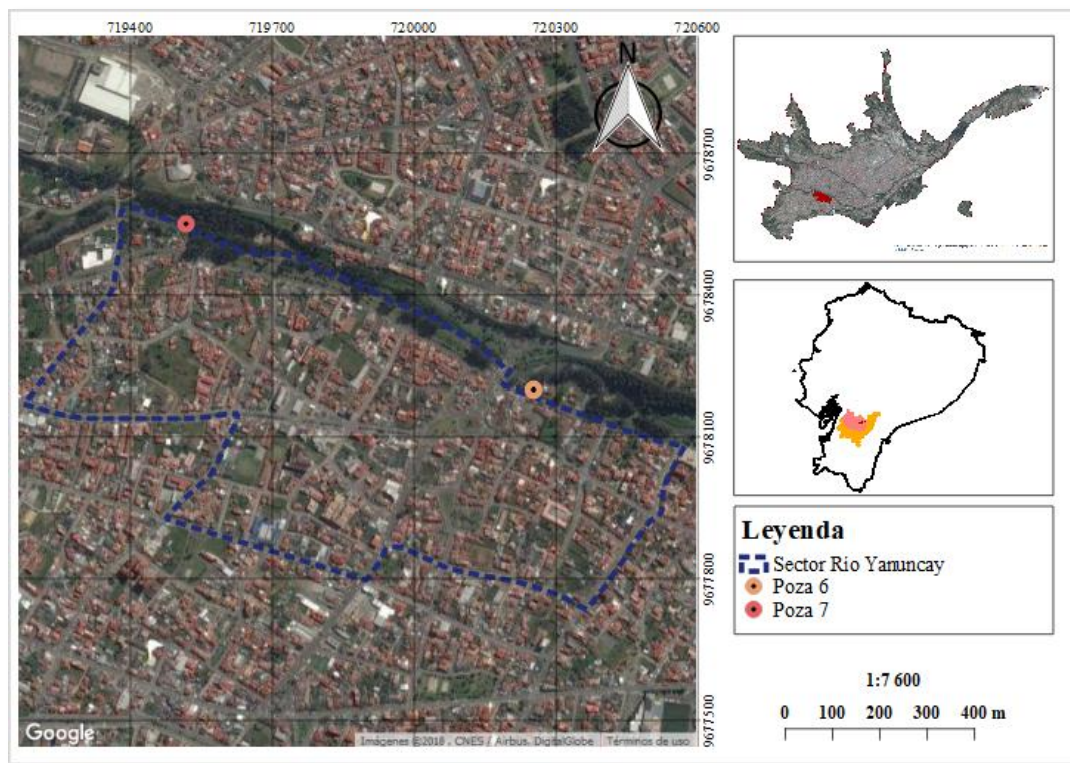 719400 719700 720000 720300 720600
N
9678700
9678400
9678100
9677800
9677500
Google
Imágenes ©2018 , CNES / Airbus, DigitalGlobe Términos de uso
Leyenda
Sector Río Yanuncay
Poza 6
Poza 7
1:7 600
0 100 200 300 400 m